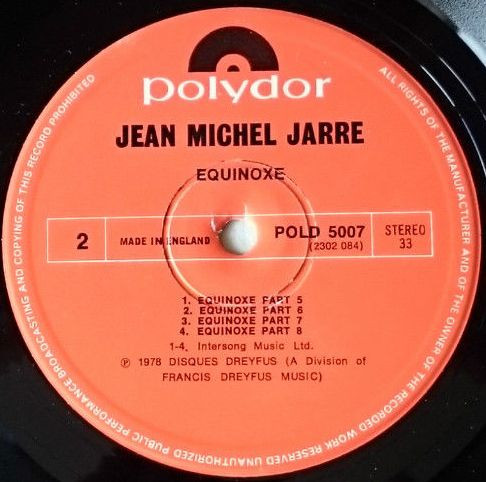 polydor
JEAN MICHEL JARRE
EQUINOXE
2
MADE IN ENGLAND
POLD 5007
(2302 084)
STEREO
33
1. EQUINOXE PART 5
2. EQUINOXE PART 6
3. EQUINOXE PART 7
4. EQUINOXE PART 8
1-4, Intersong Music Ltd.
℗ 1978 DISQUES DREYFUS (A Division of
FRANCIS DREYFUS MUSIC)
ALL RIGHTS OF THE MANUFACTURER AND OF THE OWNER OF THE RECORDED WORK RESERVED UNAUTHORIZED PUBLIC PERFORMANCE BROADCASTING AND COPYING OF THIS RECORD PROHIBITED